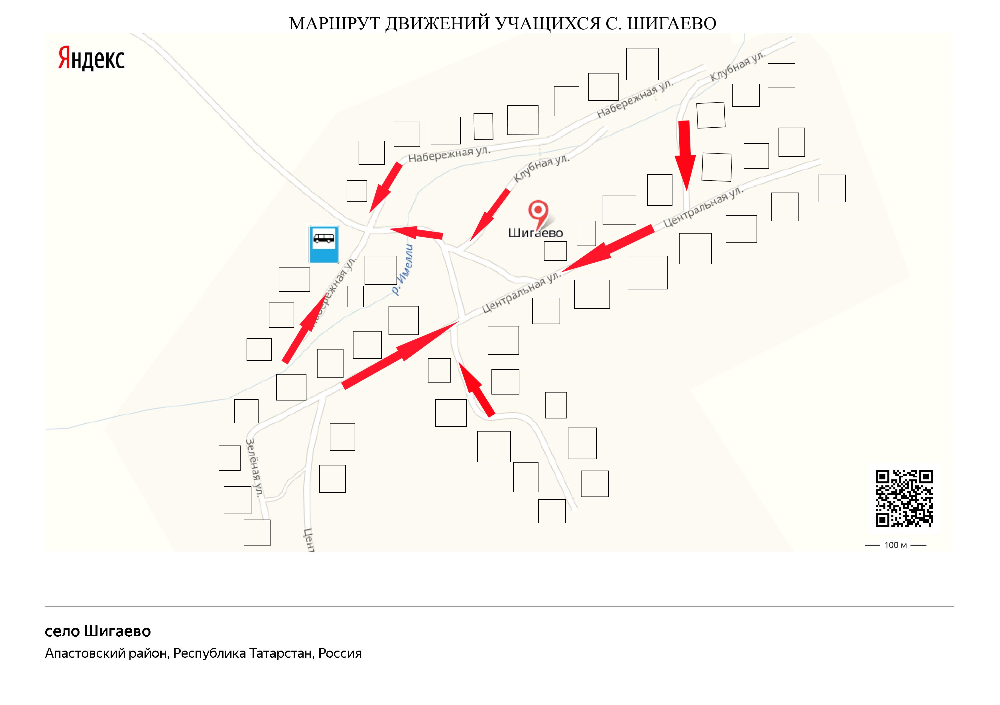 МАРШРУТ ДВИЖЕНИЙ УЧАЩИХСЯ С. ШИГАЕВО
Яндекс
Клубная ул.
Набережная ул.
Набережная ул.
Клубная ул.
Центральная ул.
Шигаево
р. Имелли
Набережная ул.
Центральная ул.
Зелёная ул.
Цент
100 м
село Шигаево
Апастовский район, Республика Татарстан, Россия